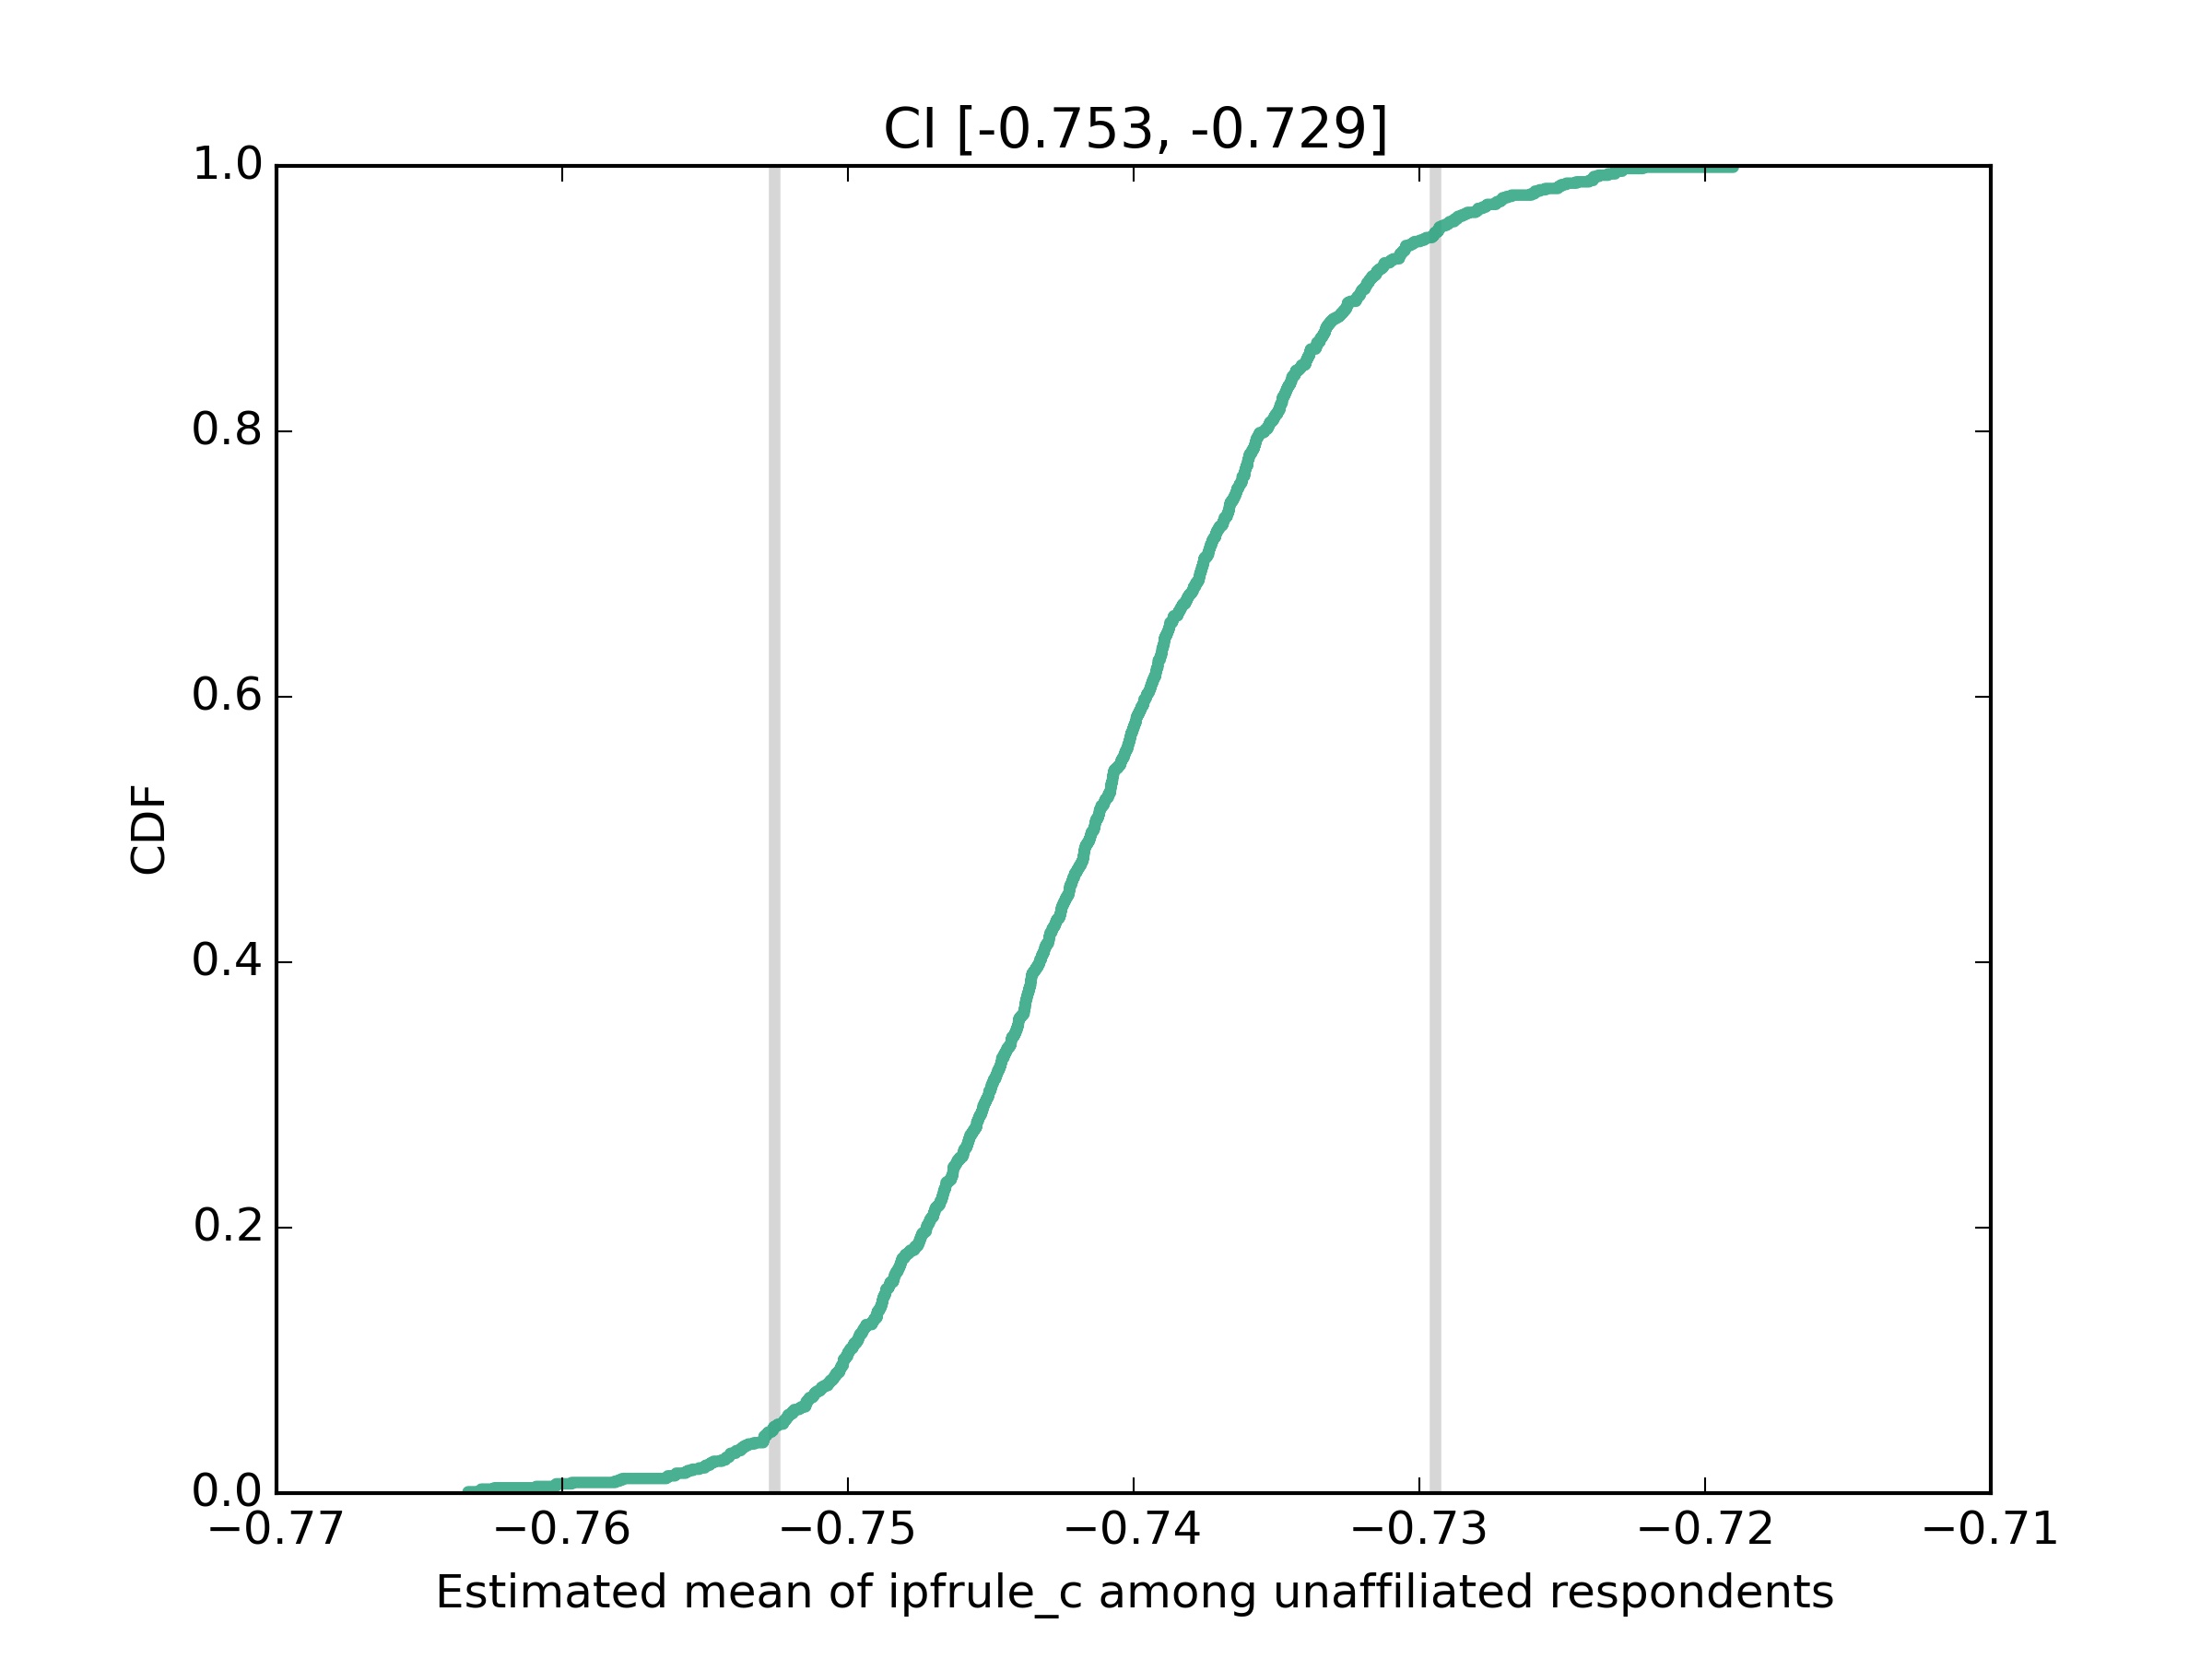 CI [-0.753, -0.729]
1.0
0.8
0.6
0.4
0.2
0.0
CDF
−0.77 −0.76 −0.75 −0.74 −0.73 −0.72 −0.71
Estimated mean of ipfrule_c among unaffiliated respondents